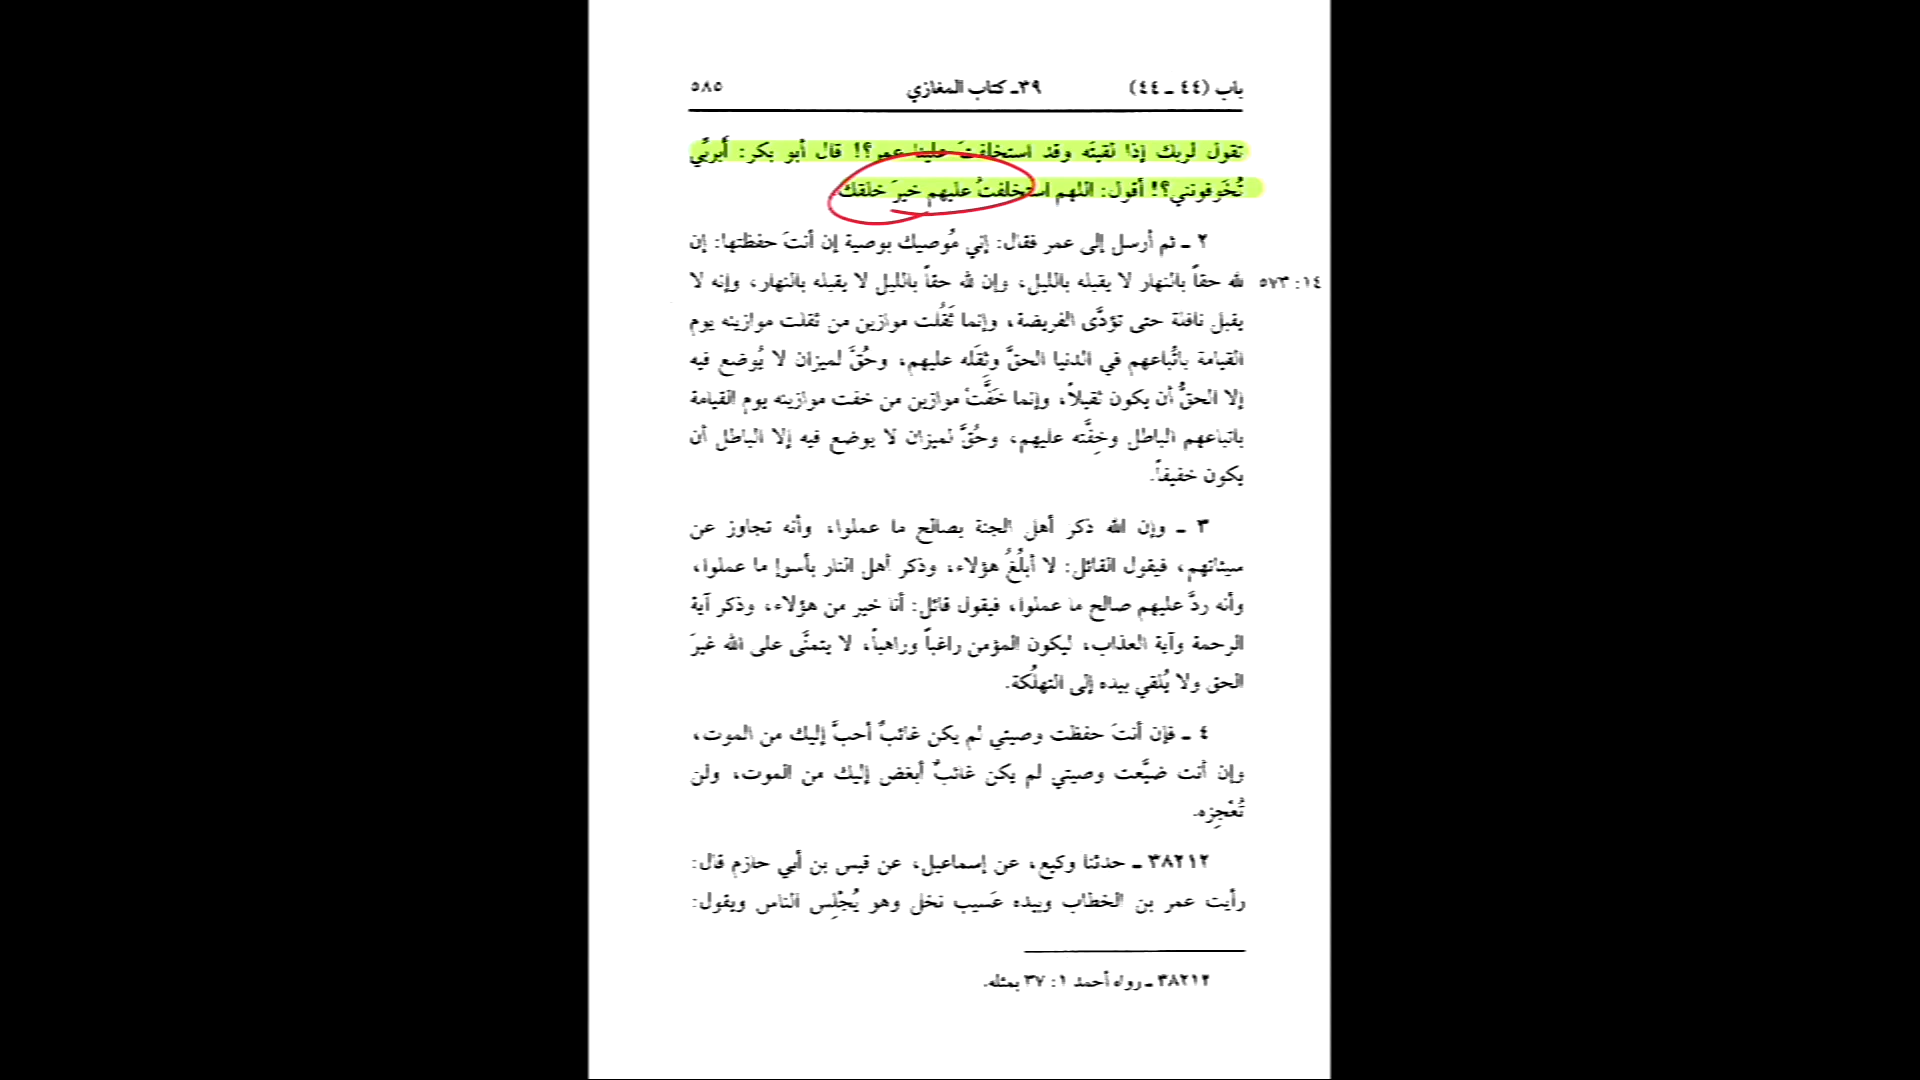 باب (٤٤ - ٤٤) ٣٩ـ كتاب المغازي ٥٨٥
تقول لربك إذا لقيتَه وقد استخلفتَ علينا عمر؟! قال أبو بكر: أبربِّي
تُخَوفونني؟! أقول: اللهم استخلفتُ عليهم خيرَ خلقك.
٢ ـ ثم أرسل إلى عمر فقال: إني مُوصيك بوصية إن أنتَ حفظتها: إن
لله حقاً بالنهار لا يقبله بالليل، وإن لله حقاً بالليل لا يقبله بالنهار، وإنه لا
١٤: ٥٧٣
يقبل نافلة حتى تؤدَّى الفريضة، وإنما ثَقُلت موازين من ثقلت موازينه يوم
القيامة باتِّباعهم في الدنيا الحقَّ وثِقَله عليهم، وحُقَّ لميزان لا يُوضع فيه
إلا الحقُّ أن يكون ثقيلاً، وإنما خَفَّتْ موازين من خفت موازينه يوم القيامة
باتباعهم الباطل وخِفَّته عليهم، وحُقَّ لميزان لا يوضع فيه إلا الباطل أن
يكون خفيفاً.
٣ ـ وإن الله ذكر أهل الجنة بصالح ما عملوا، وأنه تجاوز عن
سيئاتهم، فيقول القائل: لا أبلُغُ هؤلاء، وذكر أهل النار بأسوإ ما عملوا،
وأنه ردَّ عليهم صالح ما عملوا، فيقول قائل: أنا خير من هؤلاء، وذكر آية
الرحمة وآية العذاب، ليكون المؤمن راغباً وراهباً، لا يتمنَّى على الله غيرَ
الحق ولا يُلقي بيده إلى التهلُكة.
٤ ـ فإن أنتَ حفظت وصيتي لم يكن غائبٌ أحبَّ إليك من الموت،
وإن أنت ضيَّعت وصيتي لم يكن غائبٌ أبغض إليك من الموت، ولن
تُعْجِزه.
٣٨٢١٢ ـ حدثنا وكيع، عن إسماعيل، عن قيس بن أبي حازم قال:
رأيت عمر بن الخطاب وبيده عَسيب نخل وهو يُجْلِس الناس ويقول:
٣٨٢١٢ ـ رواه أحمد ١: ٣٧ بمثله.